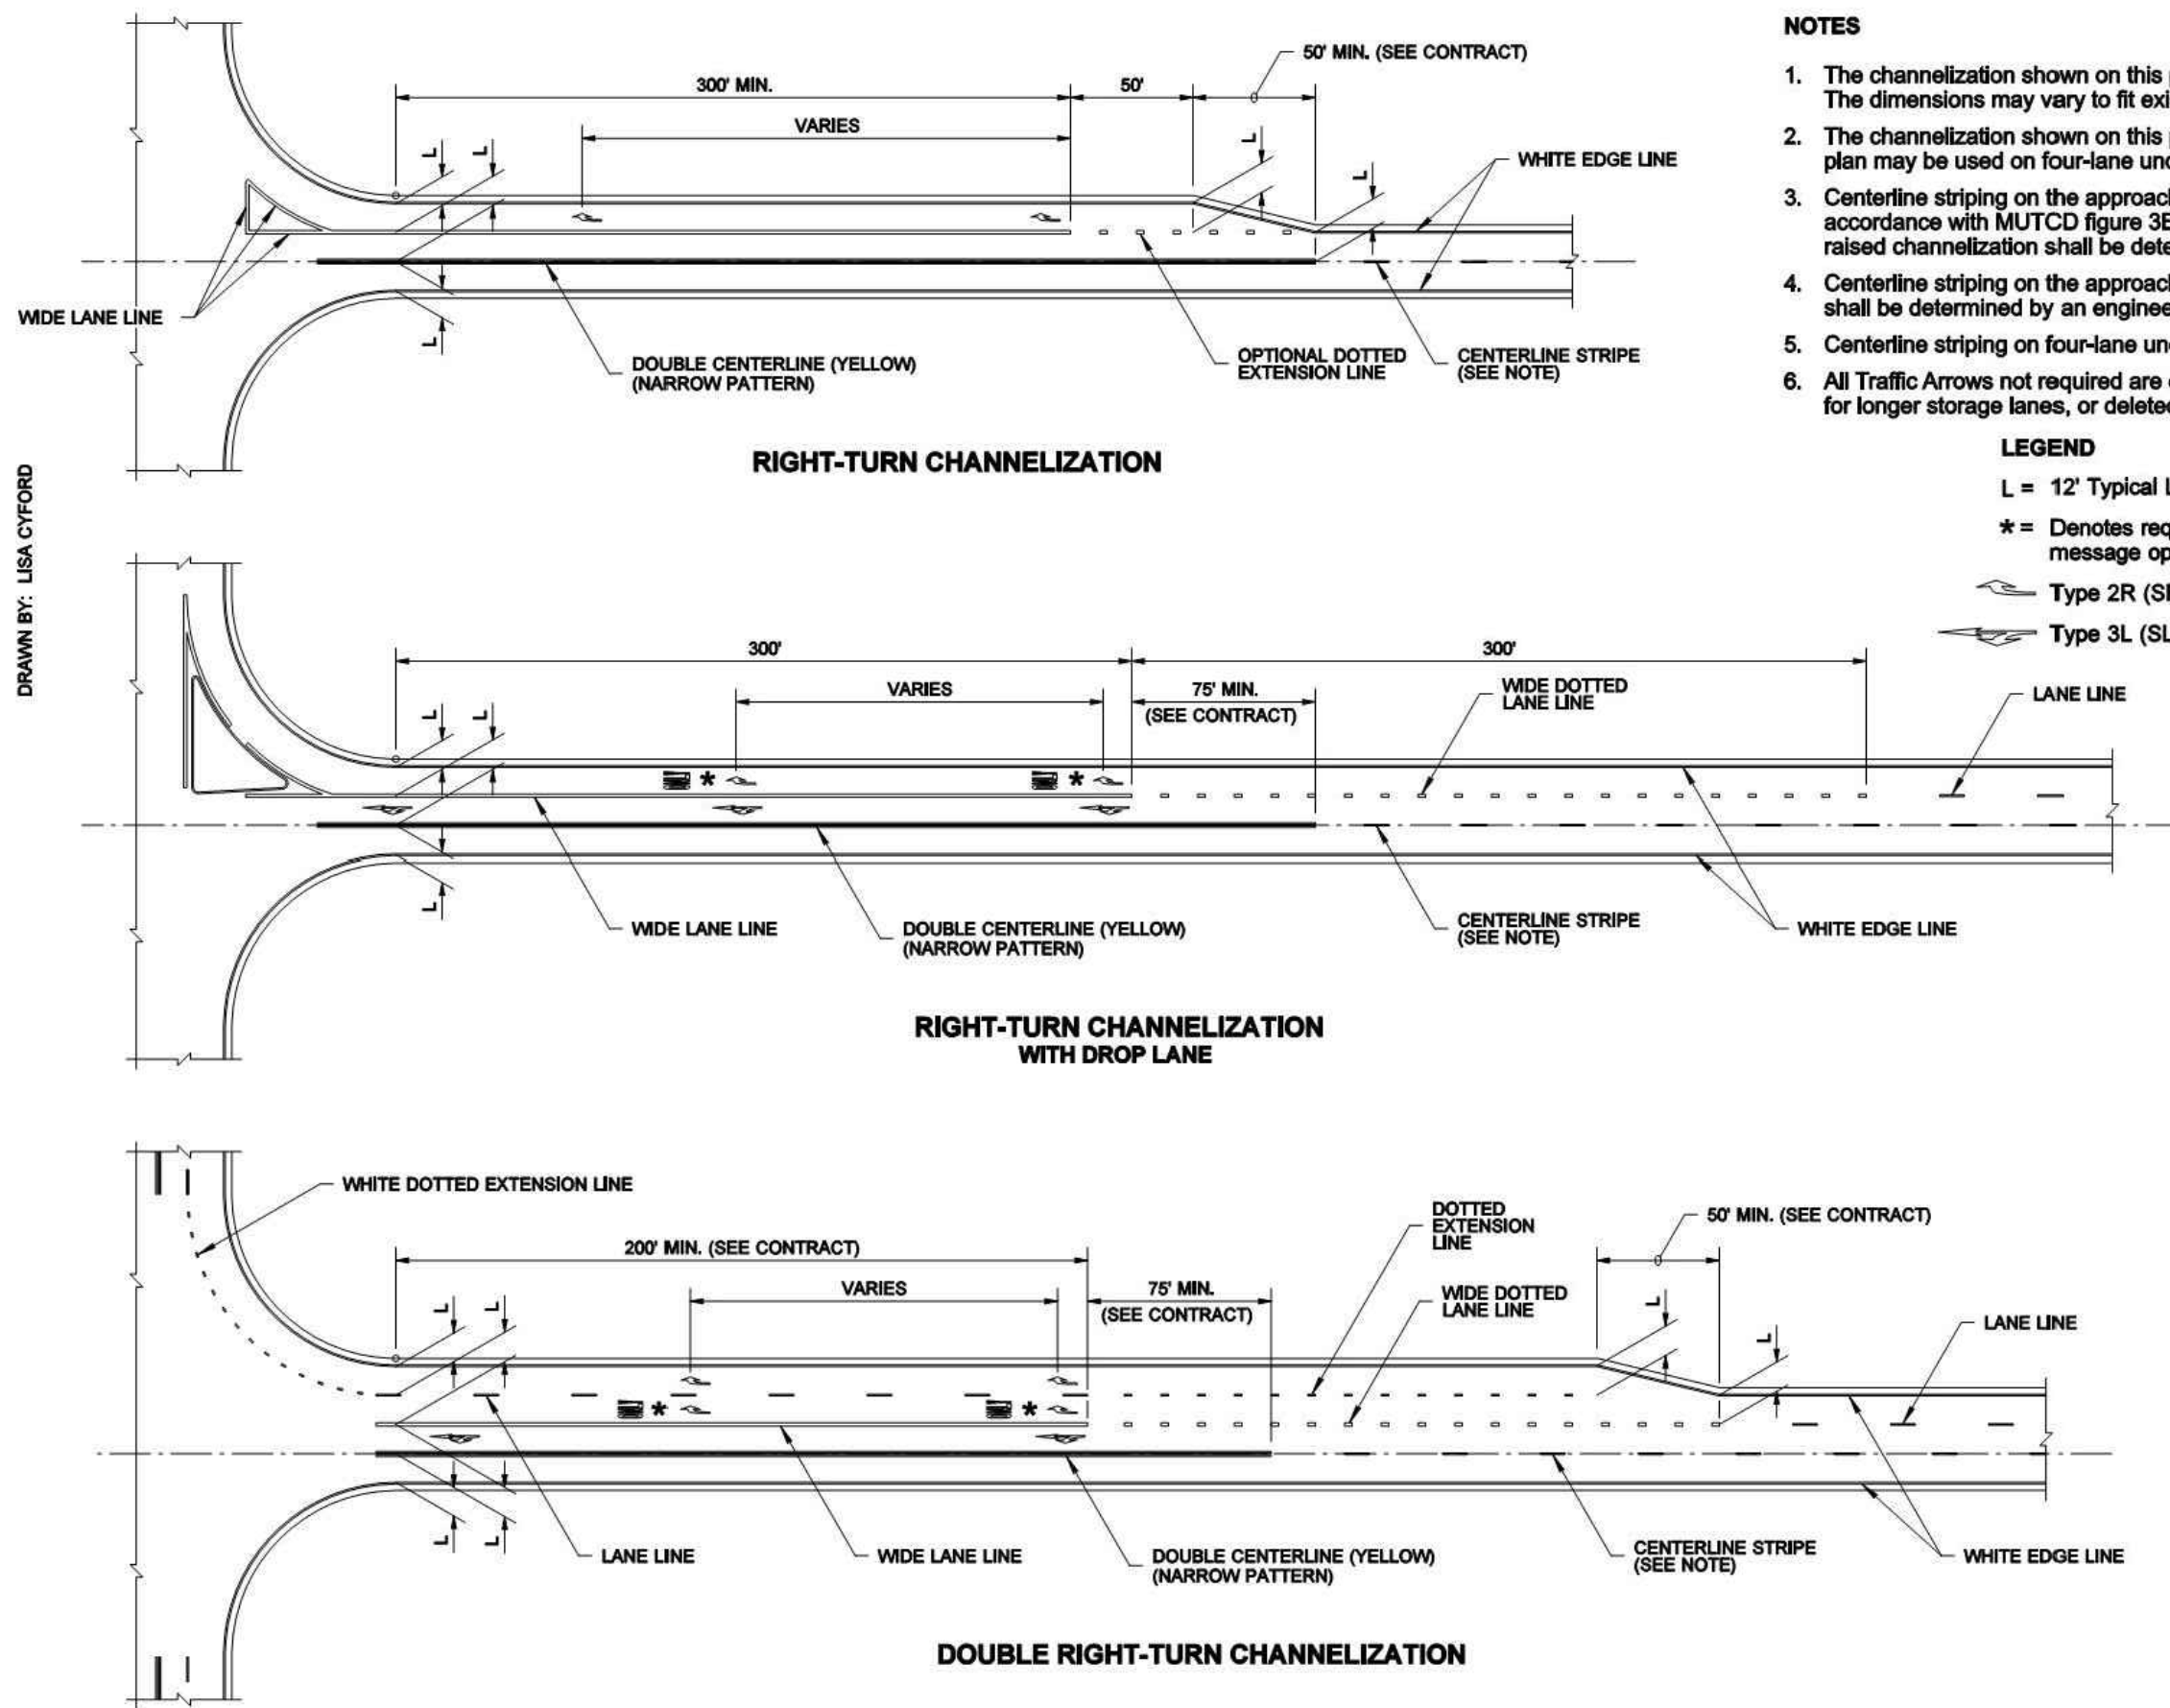 50' MIN. (SEE CONTRACT)
300' MIN.
50'
VARIES
L
L
L
L
WHITE EDGE LINE
WIDE LANE LINE
L
DOUBLE CENTERLINE (YELLOW)
(NARROW PATTERN)
OPTIONAL DOTTED
EXTENSION LINE
CENTERLINE STRIPE
(SEE NOTE)
RIGHT-TURN CHANNELIZATION
NOTES
1. The channelization shown on this
The dimensions may vary to fit
2. The channelization shown on this
plan may be used on four-lane
3. Centerline striping on the
accordance with MUTCD figure
raised channelization shall be
4. Centerline striping on the
shall be determined by an
5. Centerline striping on four-lane
6. All Traffic Arrows not required are
for longer storage lanes, or
LEGEND
L = 12' Typical
* = Denotes
message
Type 2R
Type 3L
DRAWN BY: LISA CYFORD
300'
300'
VARIES
75' MIN.
(SEE CONTRACT)
WIDE DOTTED
LANE LINE
LANE LINE
L
L
*
*
L
WIDE LANE LINE
DOUBLE CENTERLINE (YELLOW)
(NARROW PATTERN)
CENTERLINE STRIPE
(SEE NOTE)
WHITE EDGE LINE
RIGHT-TURN CHANNELIZATION
WITH DROP LANE
WHITE DOTTED EXTENSION LINE
200' MIN. (SEE CONTRACT)
VARIES
75' MIN.
(SEE CONTRACT)
DOTTED
EXTENSION
LINE
WIDE DOTTED
LANE LINE
50' MIN. (SEE CONTRACT)
LANE LINE
L
L
L
L
*
*
L
L
LANE LINE
WIDE LANE LINE
DOUBLE CENTERLINE (YELLOW)
(NARROW PATTERN)
CENTERLINE STRIPE
(SEE NOTE)
WHITE EDGE LINE
DOUBLE RIGHT-TURN CHANNELIZATION